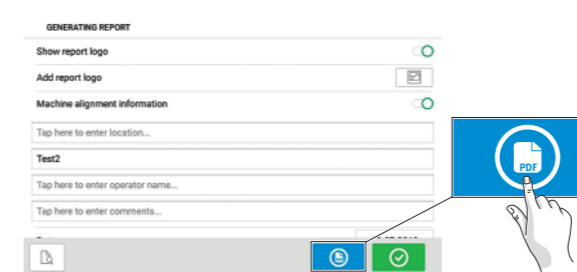 GENERATING REPORT
Show report logo
Add report logo
Machine alignment information
Tap here to enter location...
Test2
Tap here to enter operator name...
Tap here to enter comments...
PDF